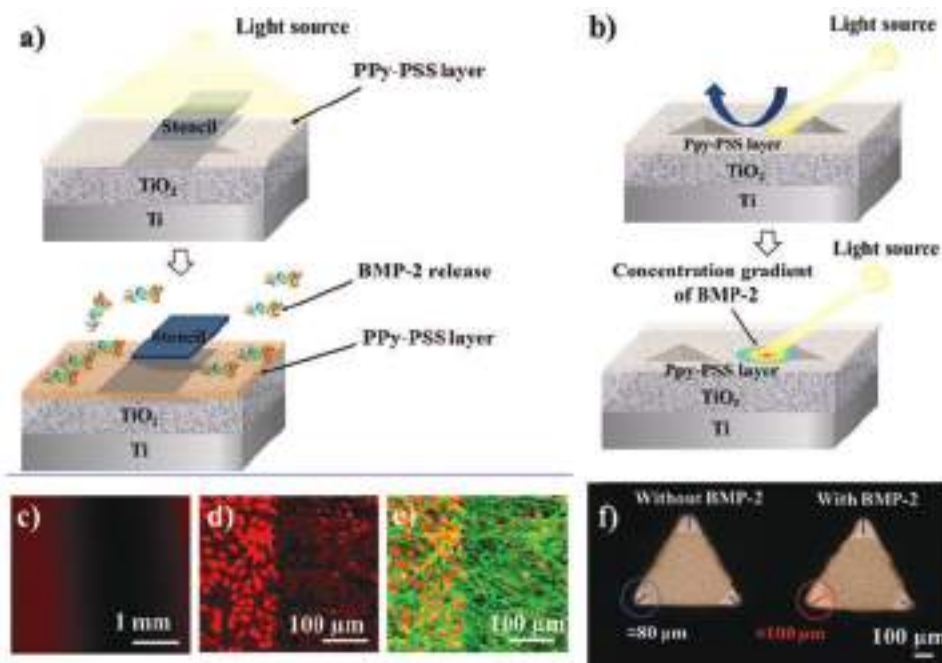 a)
Light source
PPy-PSS layer
Stencil
TiO2
Ti
BMP-2 release
Stencil
PPy-PSS layer
TiO2
Ti
b)
Light source
Ppy-PSS layer
TiO2
Ti
Light source
Concentration gradient
of BMP-2
Ppy-PSS layer
TiO2
Ti
c)
1 mm
d)
100 µm
e)
100 µm
f)
Without BMP-2
With BMP-2
≈80 µm
≈100 µm
100 µm